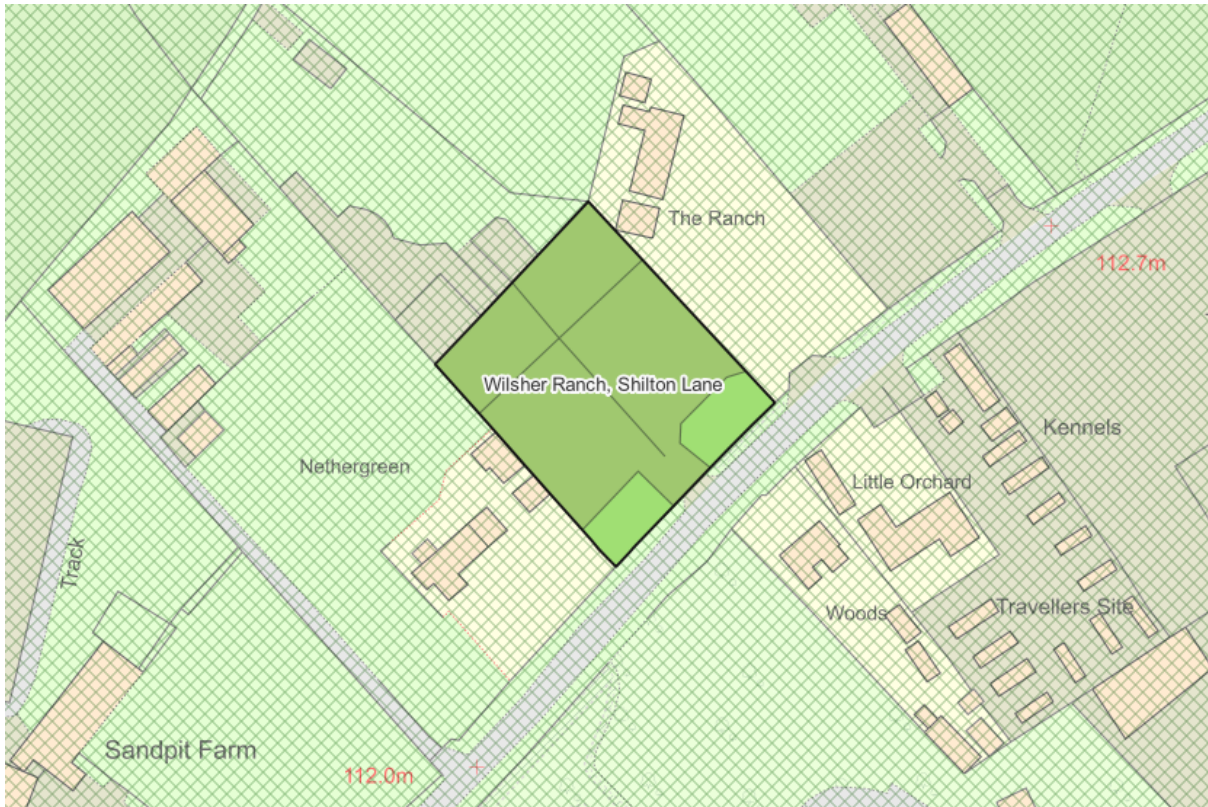 The Ranch
112.7m
Wilsher Ranch, Shilton Lane
Kennels
Nethergreen
Little Orchard
Track
Woods
Travellers Site
Sandpit Farm
112.0m